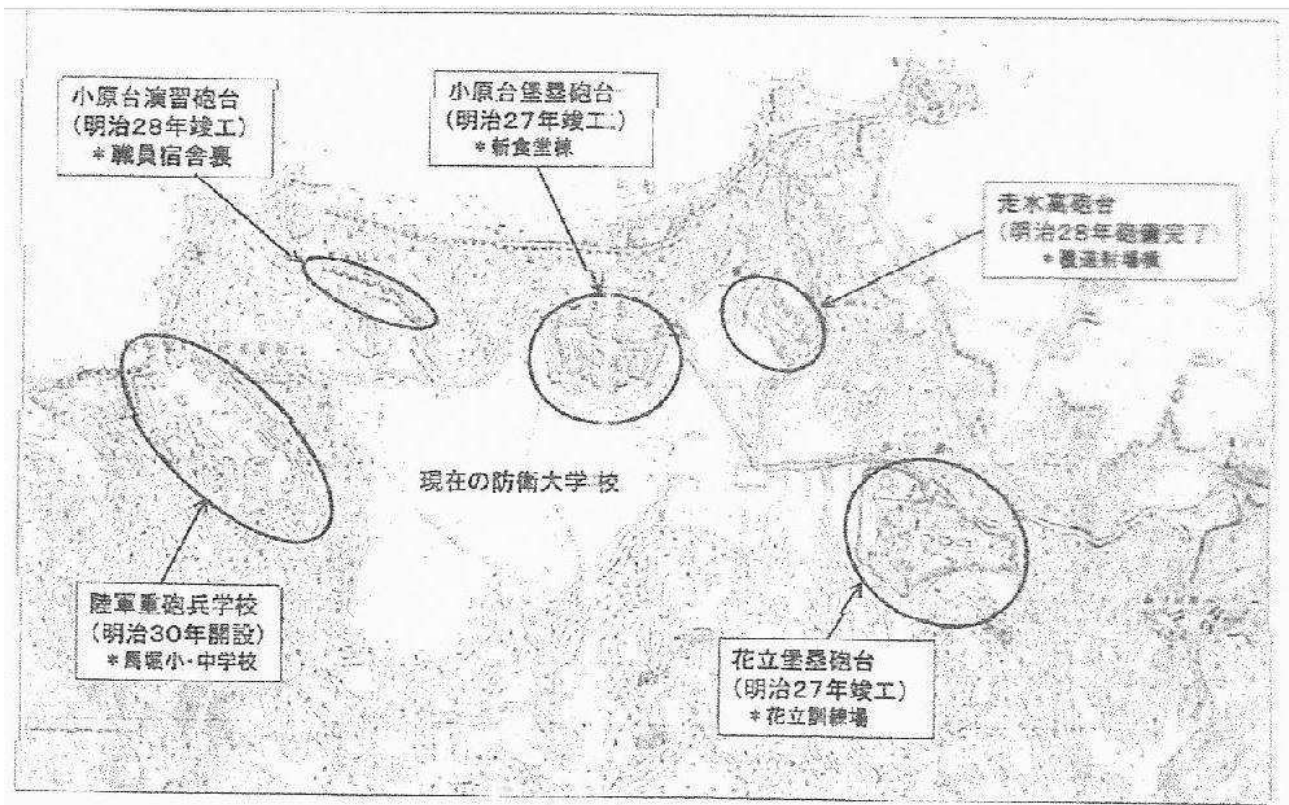 小原台演習砲台
(明治28年竣工)
*職員宿舎裏
小原台堡塁砲台
(明治27年竣工)
*新食堂棟
走水高砲台
(明治28年砲備完了)
現在の防衛大学校
陸軍重砲兵学校
(明治30年開設)
*馬堀小・中学校
花立堡塁砲台
(明治27年竣工)
*花立訓練場